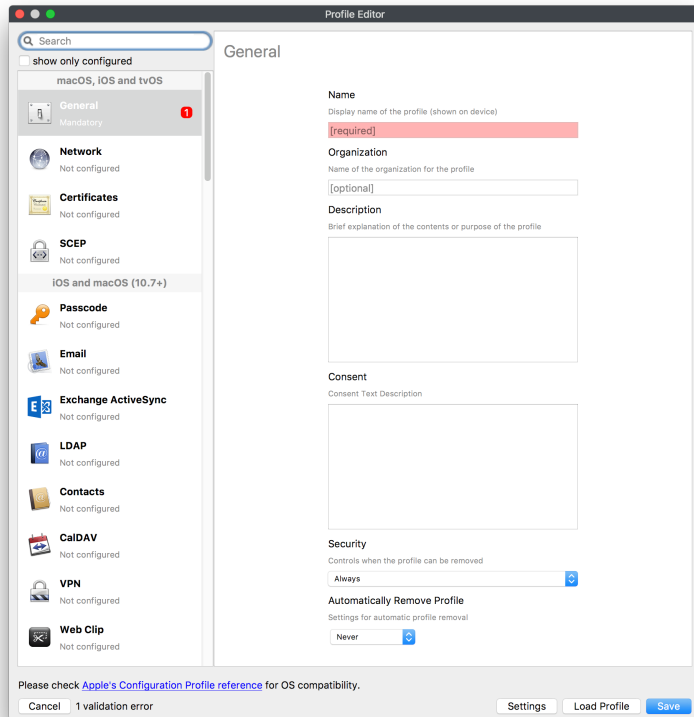 Profile Editor
Search
show only configured
macOS, iOS and tvOS
General
Mandatory
1
Network
Not configured
Certificates
Not configured
SCEP
Not configured
iOS and macOS (10.7+)
Passcode
Not configured
Email
Not configured
Exchange ActiveSync
Not configured
LDAP
Not configured
Contacts
Not configured
CalDAV
Not configured
VPN
Not configured
Web Clip
Not configured
General
Name
Display name of the profile (shown on device)
[required]
Organization
Name of the organization for the profile
[optional]
Description
Brief explanation of the contents or purpose of the profile
Consent
Consent Text Description
Security
Controls when the profile can be removed
Always
Automatically Remove Profile
Settings for automatic profile removal
Never
Please check Apple's Configuration Profile reference for OS compatibility.
Cancel
1 validation error
Settings
Load Profile
Save